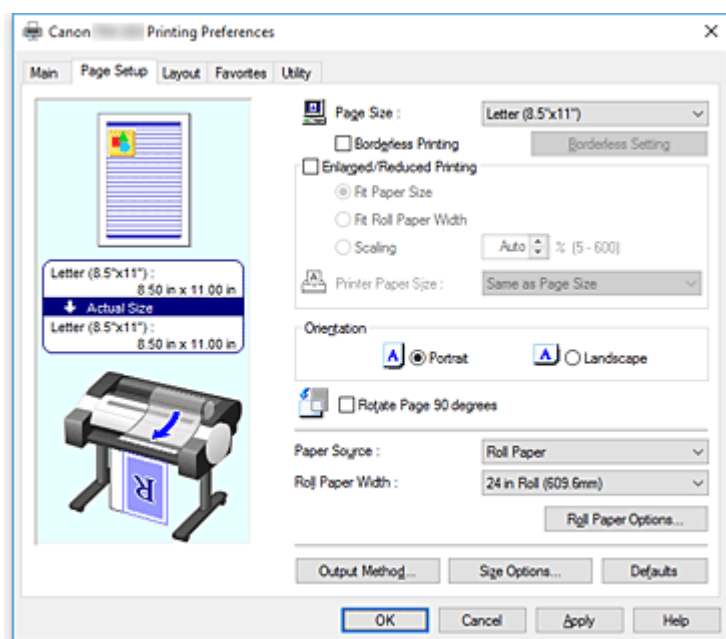 Canon Printing Preferences
Main Page Setup Layout Favorites Utility
Page Size : Letter (8.5"x11")
Borderless Printing Borderless Setting
Enlarged/Reduced Printing
Fit Paper Size
Fit Roll Paper Width
Scaling Auto % (5 - 600)
Printer Paper Size : Same as Page Size
Letter (8.5"x11") :
8.50 in x 11.00 in
Actual Size
Letter (8.5"x11") :
8.50 in x 11.00 in
Orientation
A Portrait A Landscape
Rotate Page 90 degrees
R
Paper Source : Roll Paper
Roll Paper Width : 24 in Roll (609.6mm)
Roll Paper Options...
Output Method... Size Options... Defaults
OK Cancel Apply Help